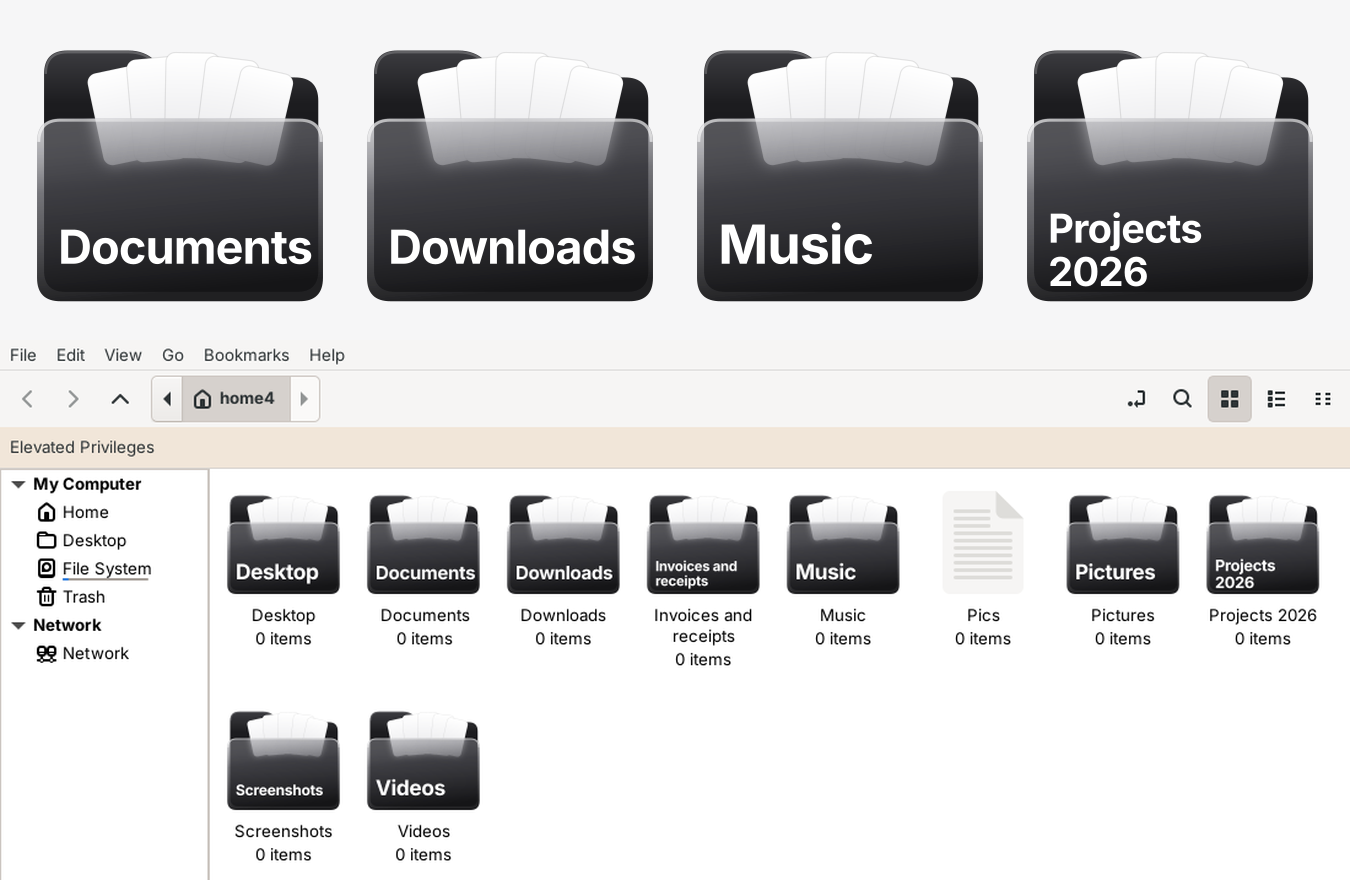 Documents
Downloads
Music
Projects
2026
File Edit View Go Bookmarks Help
home4
Elevated Privileges
My Computer
Home
Desktop
File System
Trash
Network
Network
Desktop
Documents
Downloads
Invoices and
receipts
Music
Pictures
Projects
2026
Desktop
0 items
Documents
0 items
Downloads
0 items
Invoices and
receipts
0 items
Music
0 items
Pics
0 items
Pictures
0 items
Projects 2026
0 items
Screenshots
Videos
Screenshots
0 items
Videos
0 items